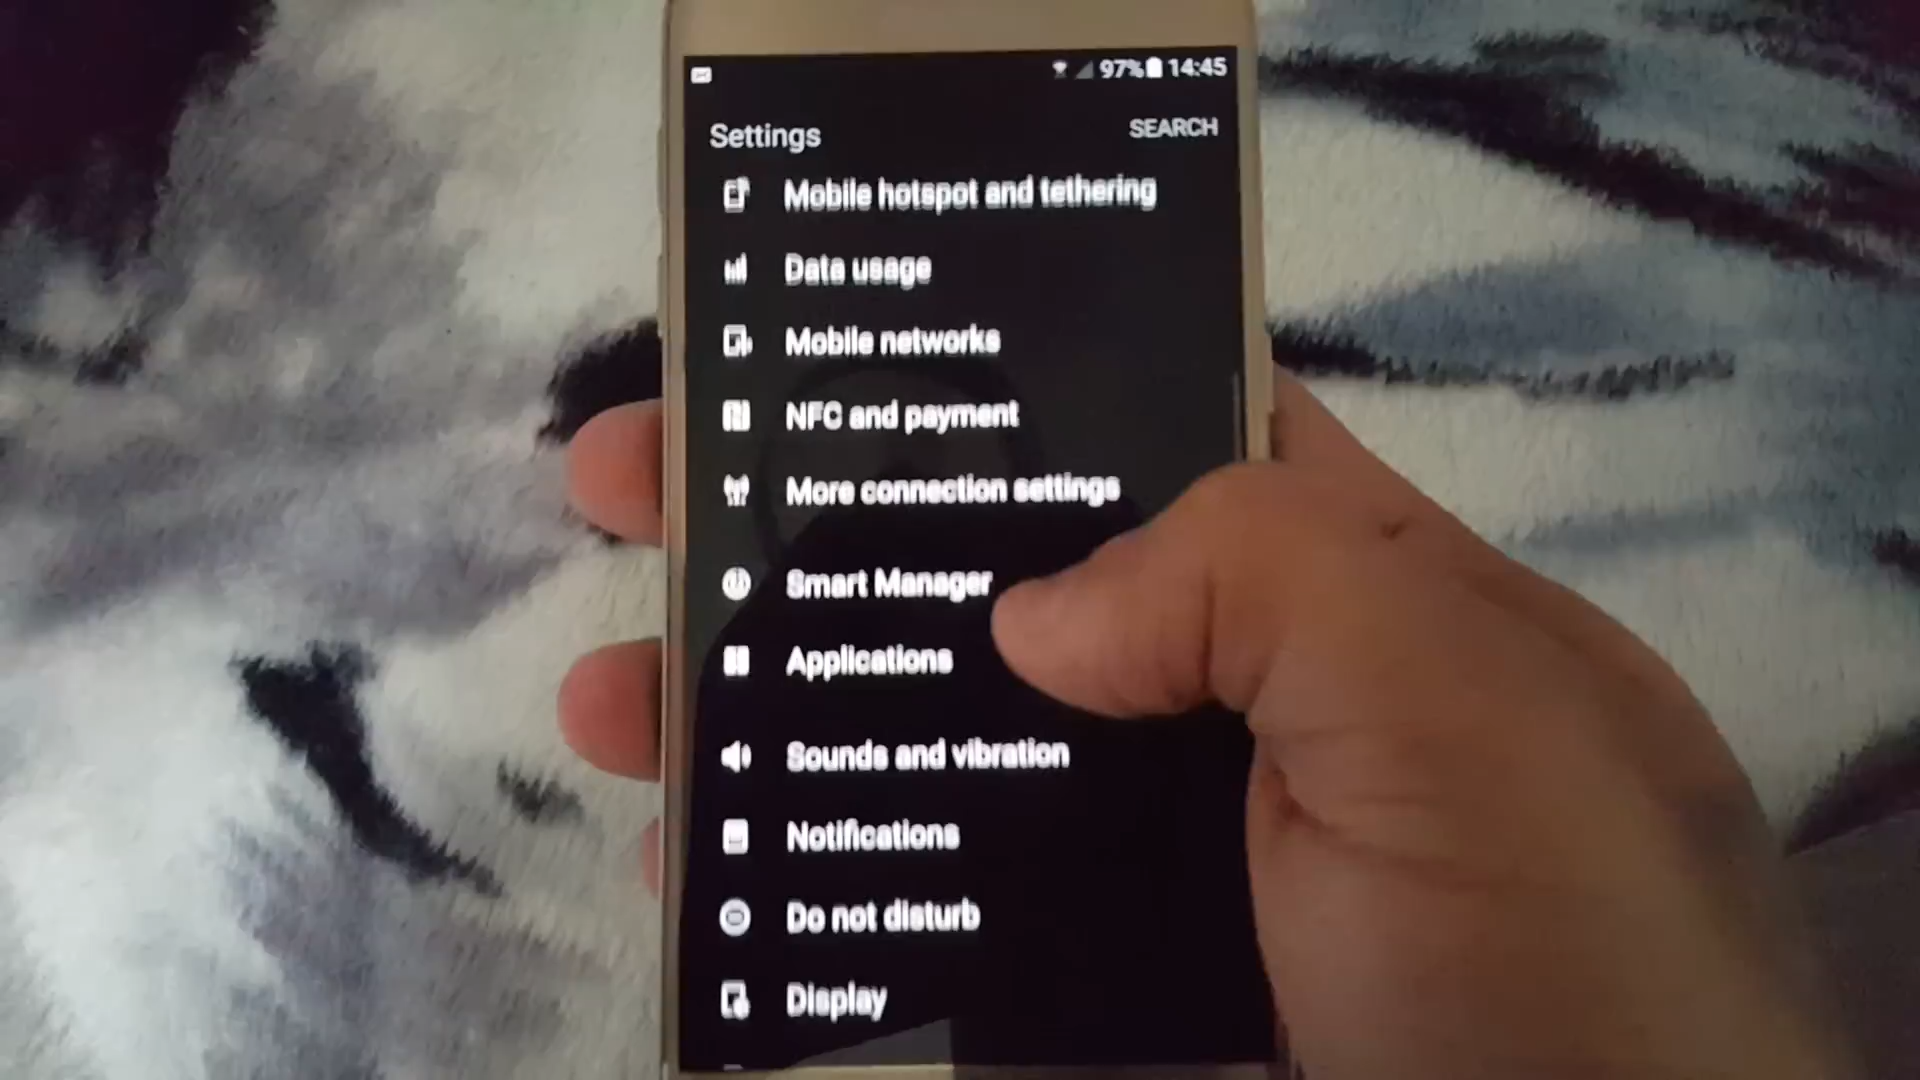 97% 14:45
Settings
SEARCH
Mobile hotspot and tethering
Data usage
Mobile networks
NFC and payment
More connection settings
Smart Manager
Applications
Sounds and vibration
Notifications
Do not disturb
Display